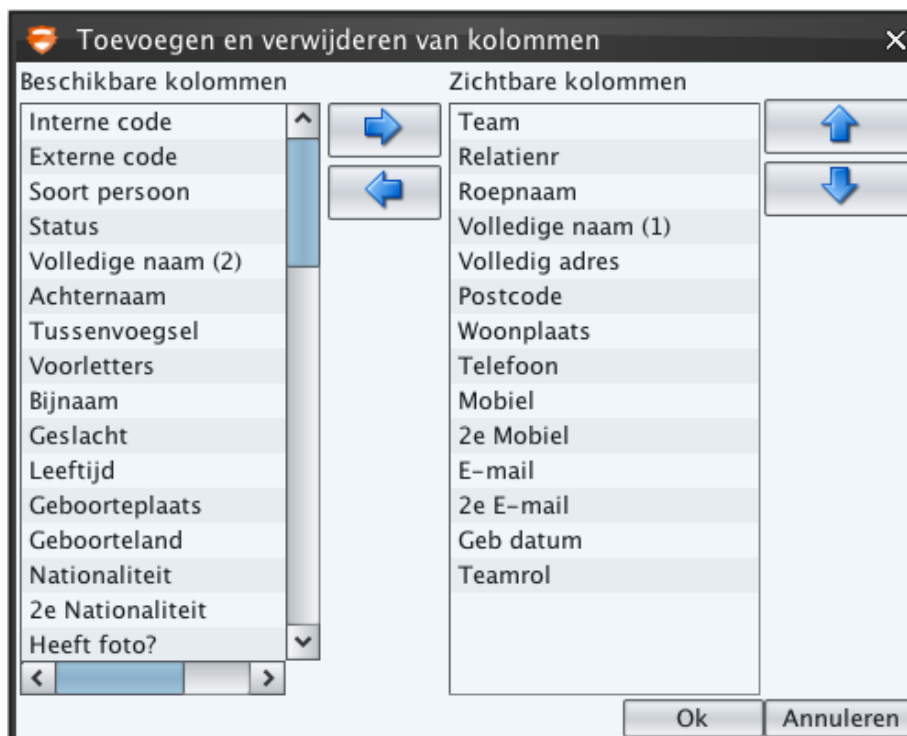 Toevoegen en verwijderen van kolommen
Beschikbare kolommen
Interne code
Externe code
Soort persoon
Status
Volledige naam (2)
Achternaam
Tussenvoegsel
Voorletters
Bijnaam
Geslacht
Leeftijd
Geboorteplaats
Geboorteland
Nationaliteit
2e Nationaliteit
Heeft foto?
Zichtbare kolommen
Team
Relatienr
Roepnaam
Volledige naam (1)
Volledig adres
Postcode
Woonplaats
Telefoon
Mobiel
2e Mobiel
E-mail
2e E-mail
Geb datum
Teamrol
Ok
Annuleren